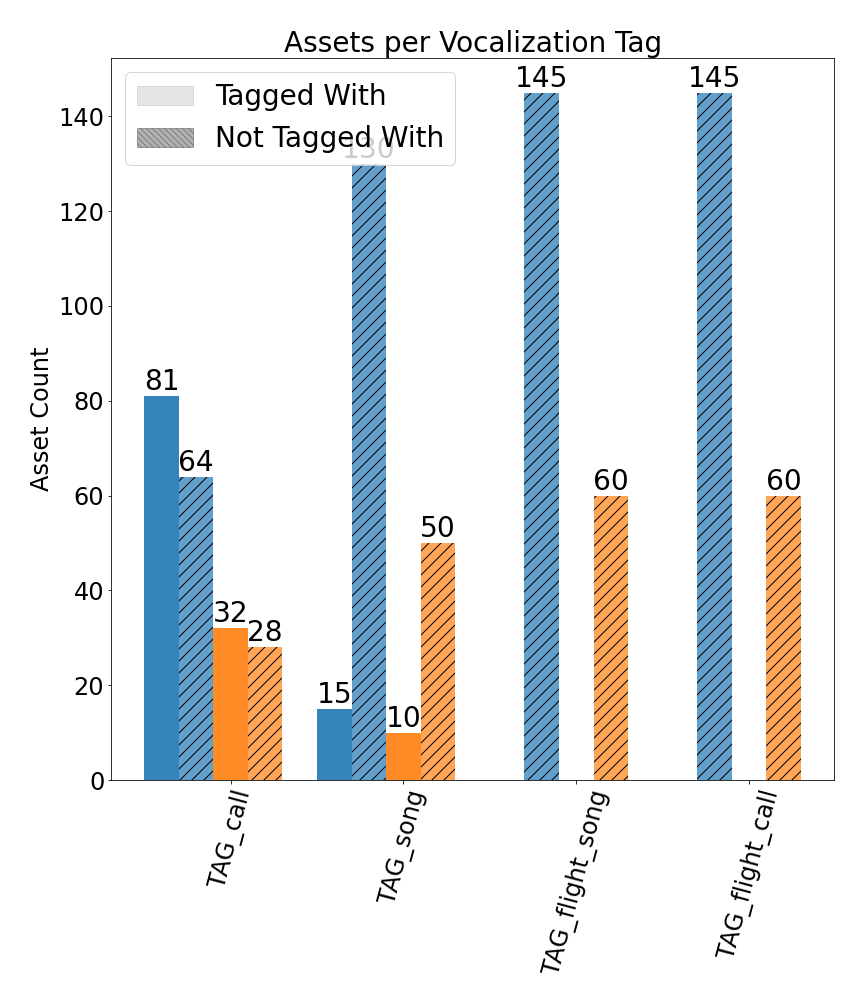 Assets per Vocalization Tag
Tagged With
Not Tagged With
Asset Count
140
120
100
80
60
40
20
0
81
64
32
28
15
130
10
50
145
60
145
60
TAG_call
TAG_song
TAG_flight_song
TAG_flight_call